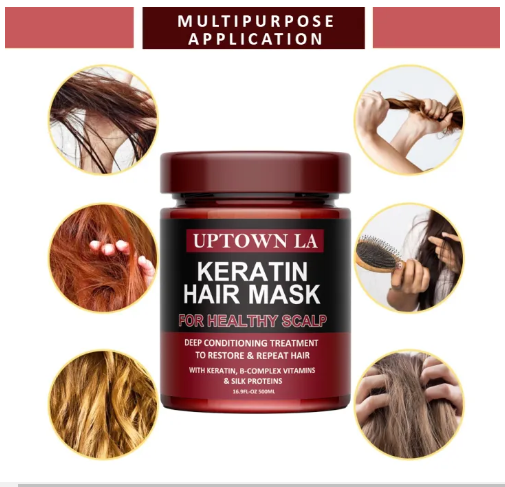 MULTIPURPOSE
APPLICATION
UPTOWN LA
KERATIN
HAIR MASK
FOR HEALTHY SCALP
DEEP CONDITIONING TREATMENT
TO RESTORE & REPEAT HAIR
WITH KERATIN, B-COMPLEX VITAMINS
& SILK PROTEINS
16.9FL-OZ 500ML